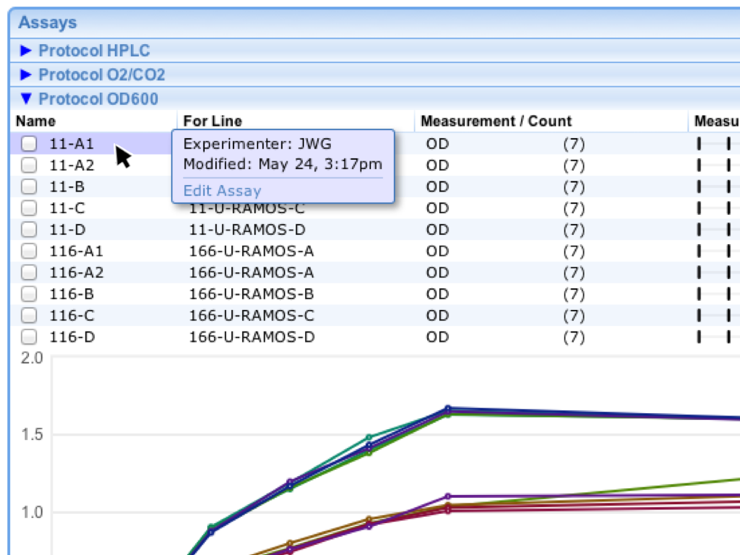 Assays
Protocol HPLC
Protocol O2/CO2
Protocol OD600
Name For Line Measurement / Count
11-A1 OD (7)
Experimenter: JWG
11-A2 OD (7)
Modified: May 24, 3:17pm
11-B OD (7)
Edit Assay
11-C 11-U-RAMOS-C OD (7)
11-D 11-U-RAMOS-D OD (7)
116-A1 166-U-RAMOS-A OD (7)
116-A2 166-U-RAMOS-A OD (7)
116-B 166-U-RAMOS-B OD (7)
116-C 166-U-RAMOS-C OD (7)
116-D 166-U-RAMOS-D OD (7)
2.0
1.5
1.0